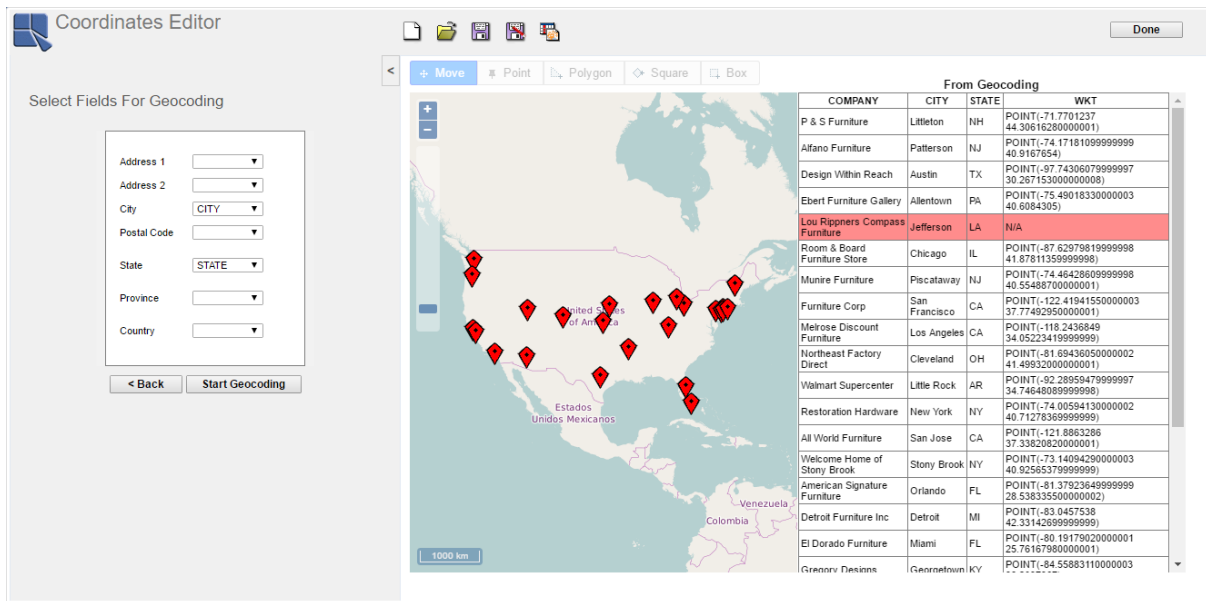 Coordinates Editor
Done
<
Move
Point
Polygon
Square
Box
Select Fields For Geocoding
Address 1
Address 2
City CITY
Postal Code
State STATE
Province
Country
< Back
Start Geocoding
+
−
United States
of America
Estados
Unidos Mexicanos
Venezuela
Colombia
1000 km
From Geocoding
COMPANY CITY STATE WKT
P & S Furniture Littleton NH POINT(-71.7701237
44.30616280000001)
Alfano Furniture Patterson NJ POINT(-74.17181099999999
40.9167654)
Design Within Reach Austin TX POINT(-97.74306079999997
30.267153000000008)
Ebert Furniture Gallery Allentown PA POINT(-75.49018330000003
40.6084305)
Lou Rippners Compass
Furniture Jefferson LA N/A
Room & Board
Furniture Store Chicago IL POINT(-87.62979819999998
41.87811359999998)
Munire Furniture Piscataway NJ POINT(-74.46428609999998
40.55488700000001)
Furniture Corp San
Francisco CA POINT(-122.41941550000003
37.77492950000001)
Melrose Discount
Furniture Los Angeles CA POINT(-118.2436849
34.05223419999999)
Northeast Factory
Direct Cleveland OH POINT(-81.69436050000002
41.49932000000001)
Walmart Supercenter Little Rock AR POINT(-92.28959479999997
34.74648089999998)
Restoration Hardware New York NY POINT(-74.00594130000002
40.71278369999999)
All World Furniture San Jose CA POINT(-121.8863286
37.33820820000001)
Welcome Home of
Stony Brook Stony Brook NY POINT(-73.14094290000003
40.92565379999999)
American Signature
Furniture Orlando FL POINT(-81.37923649999999
28.538335500000002)
Detroit Furniture Inc Detroit MI POINT(-83.0457538
42.33142699999999)
El Dorado Furniture Miami FL POINT(-80.19179020000001
25.76167980000001)
Gregory Designs Georgetown KY POINT(-84.55883110000003